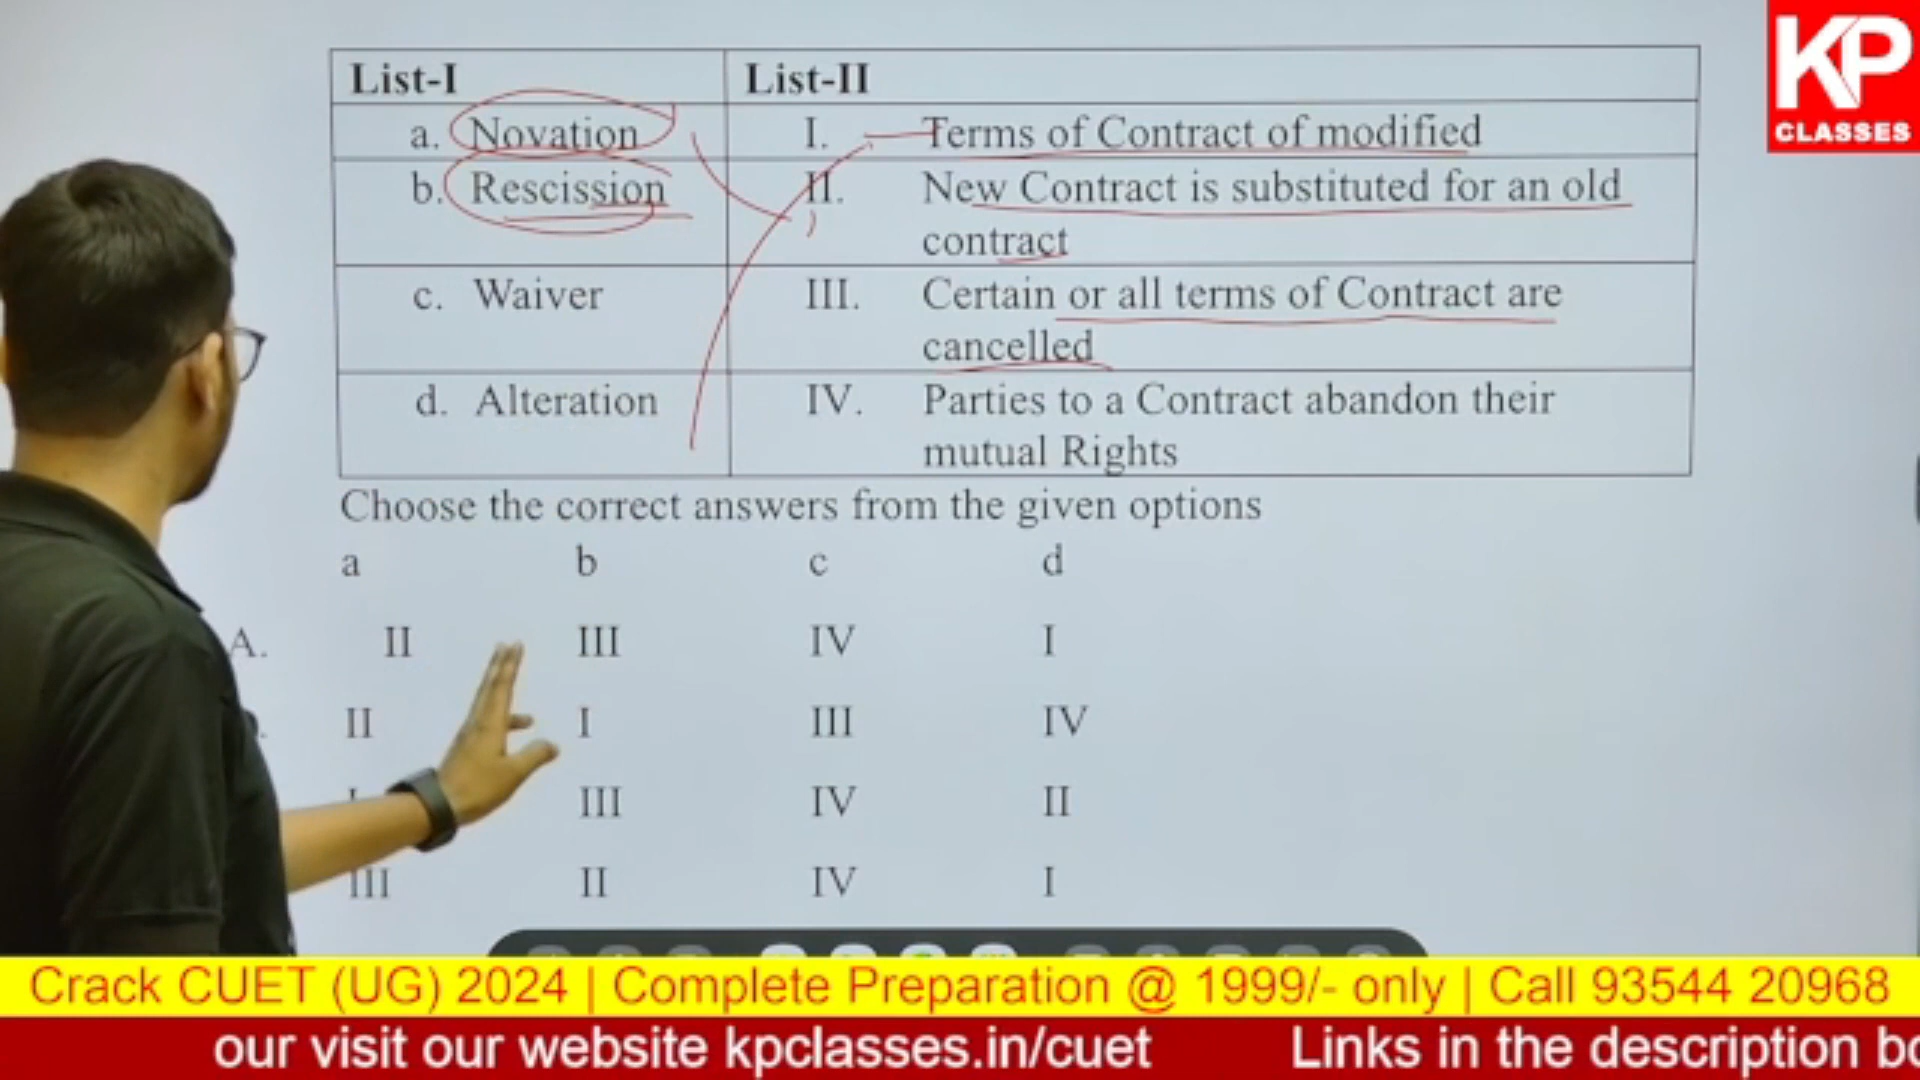 KP
CLASSES
List-I List-II
a. Novation I. Terms of Contract of modified
b. Rescission II. New Contract is substituted for an old
contract
c. Waiver III. Certain or all terms of Contract are
cancelled
d. Alteration IV. Parties to a Contract abandon their
mutual Rights
Choose the correct answers from the given options
a b c d
A. II III IV I
II I III IV
III IV II
III II IV I
Crack CUET (UG) 2024 | Complete Preparation @ 1999/- only | Call 93544 20968
our visit our website kpclasses.in/cuet Links in the description